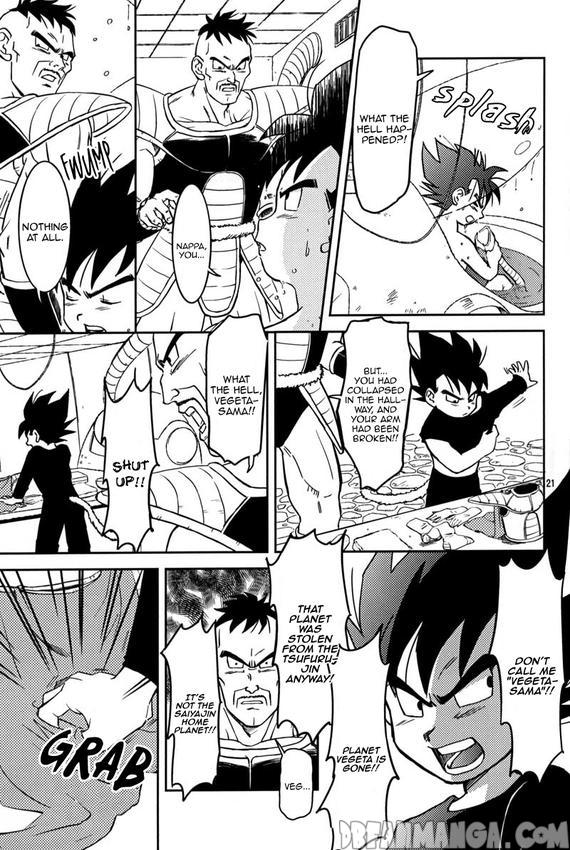 WHAT THE
HELL HAP-
PENED?!
SPLASH
NAPPA,
YOU...
FWUMP
NOTHING
AT ALL.
BUT...
YOU HAD
COLLAPSED
IN THE HALL-
WAY, AND
YOUR ARM
HAD BEEN
BROKEN!!
WHAT
THE HELL,
VEGETA-
SAMA!!
SHUT
UP!!
21
DON'T
CALL ME
"VEGETA-
SAMA"!!
PLANET
VEGETA IS
GONE!!
THAT
PLANET
WAS
STOLEN
FROM THE
TSUFURU-
JIN
ANYWAY!
IT'S
NOT THE
SAIYAJIN
HOME
PLANET!!
VEG...
GRAB
DREAMMANGA.COM